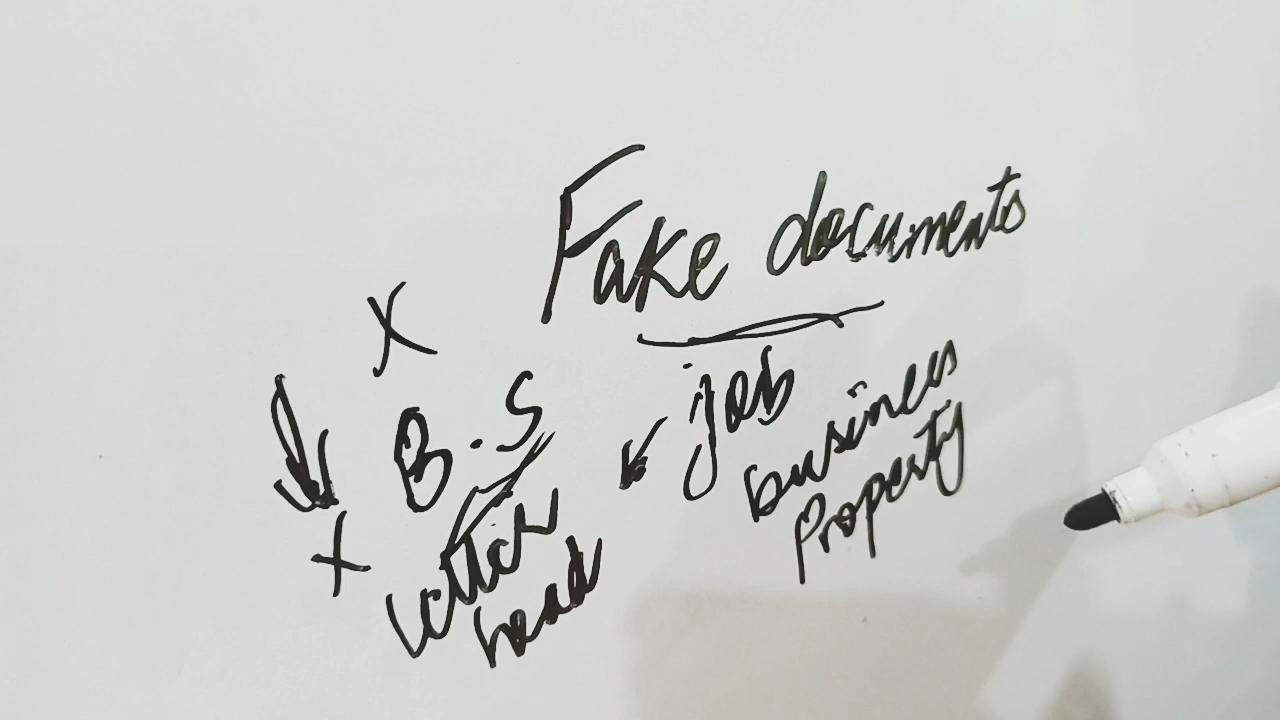 Fake documents
X
job
B.S
business
Property
X
letter
head